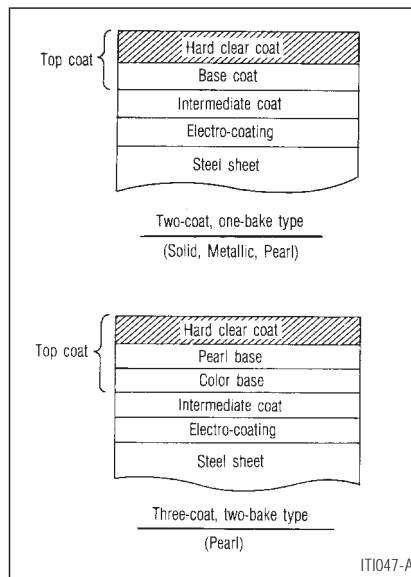 Hard clear coat
Top coat
Base coat
Intermediate coat
Electro-coating
Steel sheet
Two-coat, one-bake type
(Solid, Metallic, Pearl)
Hard clear coat
Top coat
Pearl base
Color base
Intermediate coat
Electro-coating
Steel sheet
Three-coat, two-bake type
(Pearl)
ITI047-A